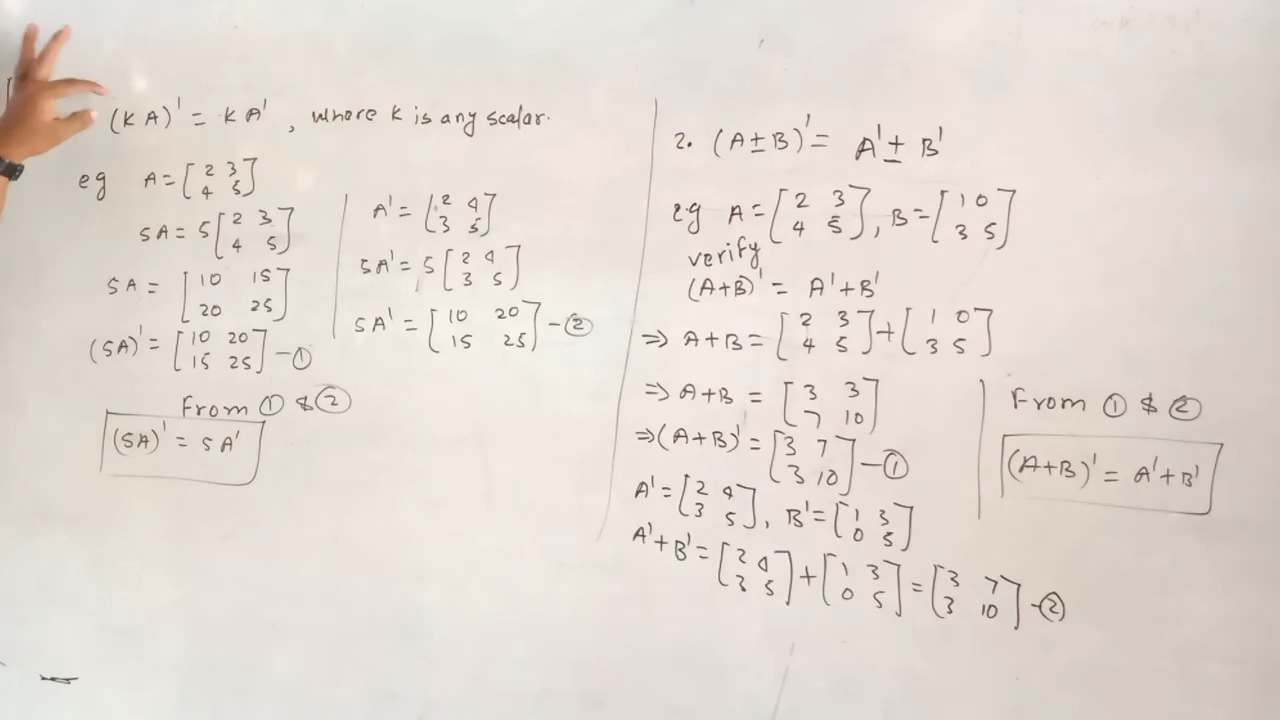 (KA)' = KA', where K is any scalar.
eg A = [2 3
4 5]
5A = 5[2 3
4 5]
5A = [10 15
20 25]
(5A)' = [10 20
15 25] - ①
A' = [2 4
3 5]
5A' = 5[2 4
3 5]
5A' = [10 20
15 25] - ②
From ① & ②
(5A)' = 5A'
2. (A±B)' = A' ± B'
eg A = [2 3
4 5], B = [1 0
3 5]
verify
(A+B)' = A'+B'
⇒ A+B = [2 3
4 5] + [1 0
3 5]
⇒ A+B = [3 3
7 10]
⇒ (A+B)' = [3 7
3 10] - ①
A' = [2 4
3 5], B' = [1 3
0 5]
A'+B' = [2 4
3 5] + [1 3
0 5] = [3 7
3 10] - ②
From ① & ②
(A+B)' = A'+B'